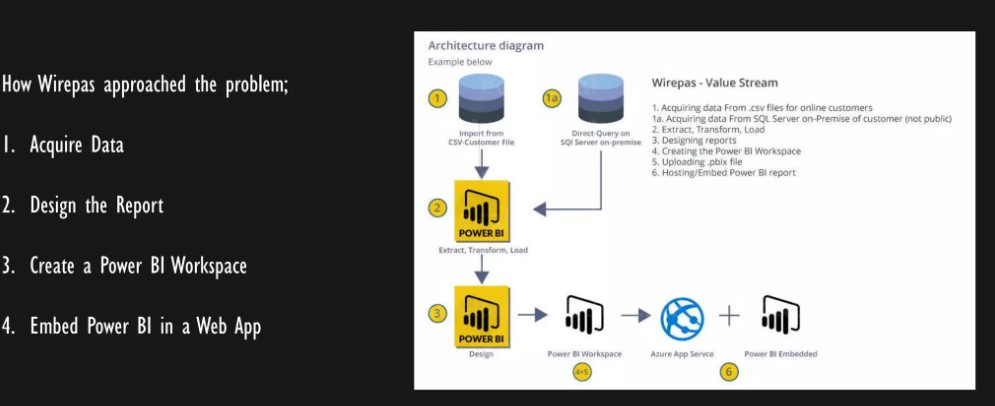 How Wirepas approached the problem;
1. Acquire Data
2. Design the Report
3. Create a Power BI Workspace
4. Embed Power BI in a Web App
Architecture diagram
Example below
1
1a
Import from
CSV-Customer File
Direct-Query on
SQl Server on-premise
Wirepas - Value Stream
1. Acquiring data From .csv files for online customers
1a. Acquiring data From SQL Server on-Premise of customer (not public)
2. Extract, Transform, Load
3. Designing reports
4. Creating the Power BI Workspace
5. Uploading .pbix file
6. Hosting/Embed Power BI report
2
POWER BI
Extract, Transform, Load
3
POWER BI
Design
Power BI Workspace
Azure App Servce
Power BI Embedded
4+5
6